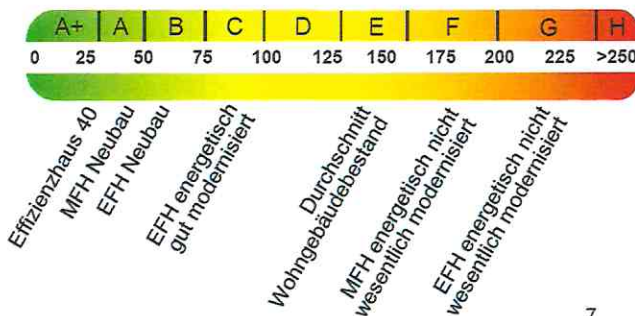 A+ A B C D E F G H
0 25 50 75 100 125 150 175 200 225 >250
Effizienzhaus 40
MFH Neubau
EFH Neubau
EFH energetisch
gut modernisiert
Durchschnitt
Wohngebäudebestand
MFH energetisch nicht
wesentlich modernisiert
EFH energetisch nicht
wesentlich modernisiert
7